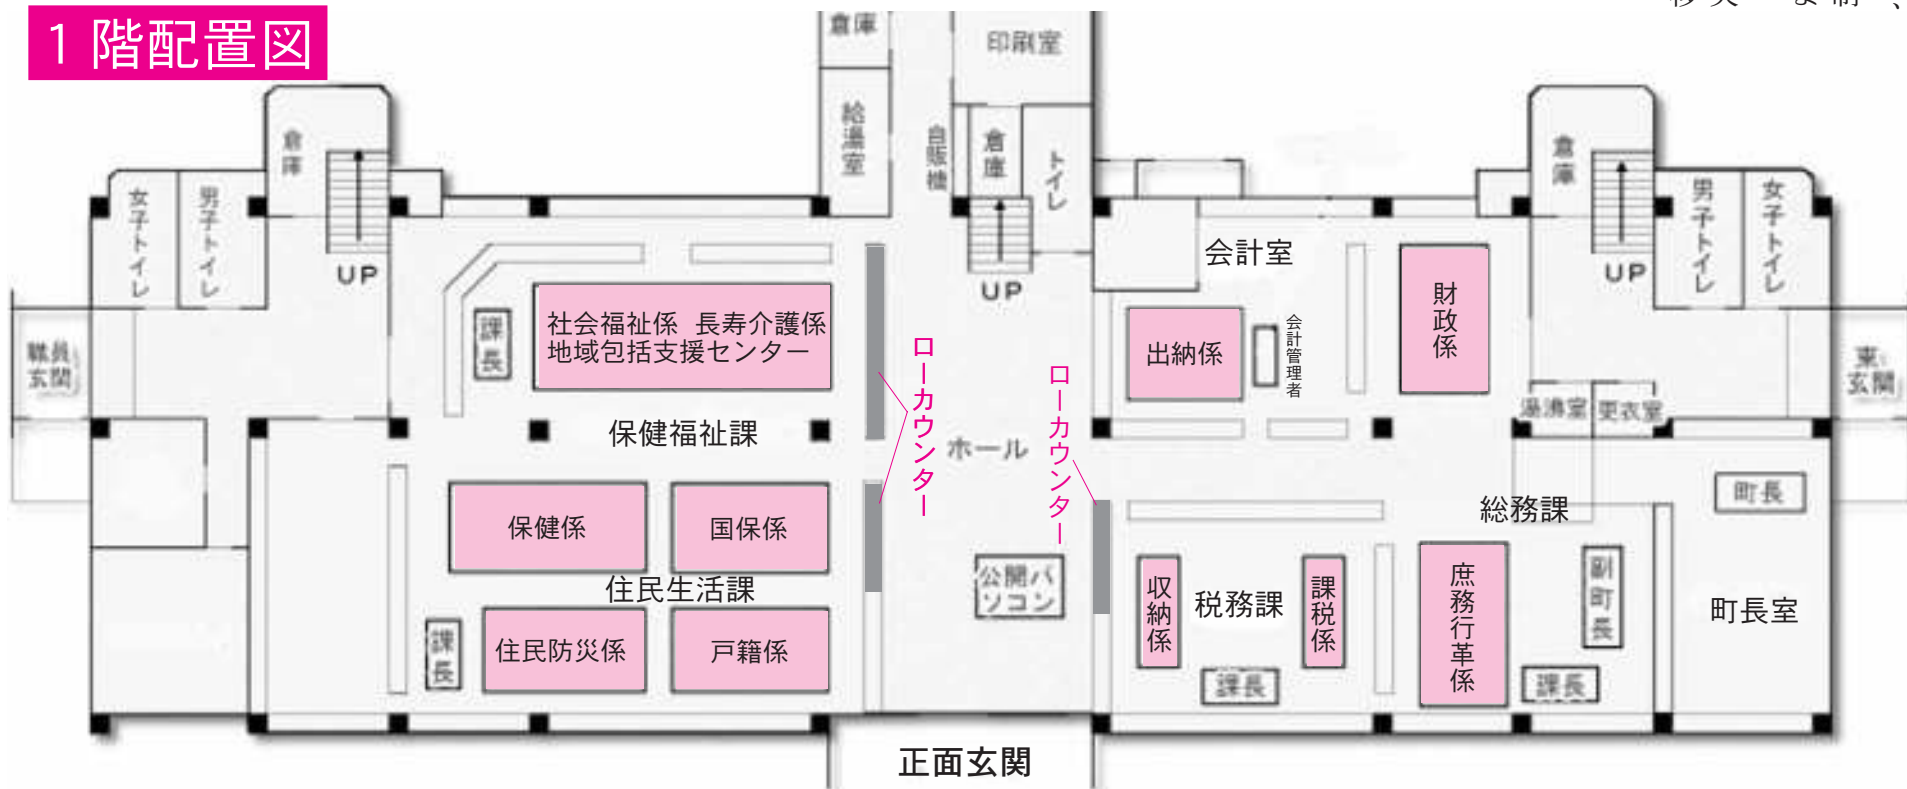 1階配置図
倉庫
印刷室
給湯室
自販機
倉庫
トイレ
倉庫
女子トイレ
男子トイレ
UP
UP
会計室
倉庫
男子トイレ
女子トイレ
UP
職員
玄関
課長
社会福祉係 長寿介護係
地域包括支援センター
ローカウンター
ホール
ローカウンター
出納係
会計管理者
財政係
湯沸室
更衣室
東
玄関
保健福祉課
保健係
国保係
住民生活課
課長
住民防災係
戸籍係
公開パ
ソコン
収納係
税務課
課税係
課長
総務課
庶務行革係
副町長
課長
町長
町長室
正面玄関